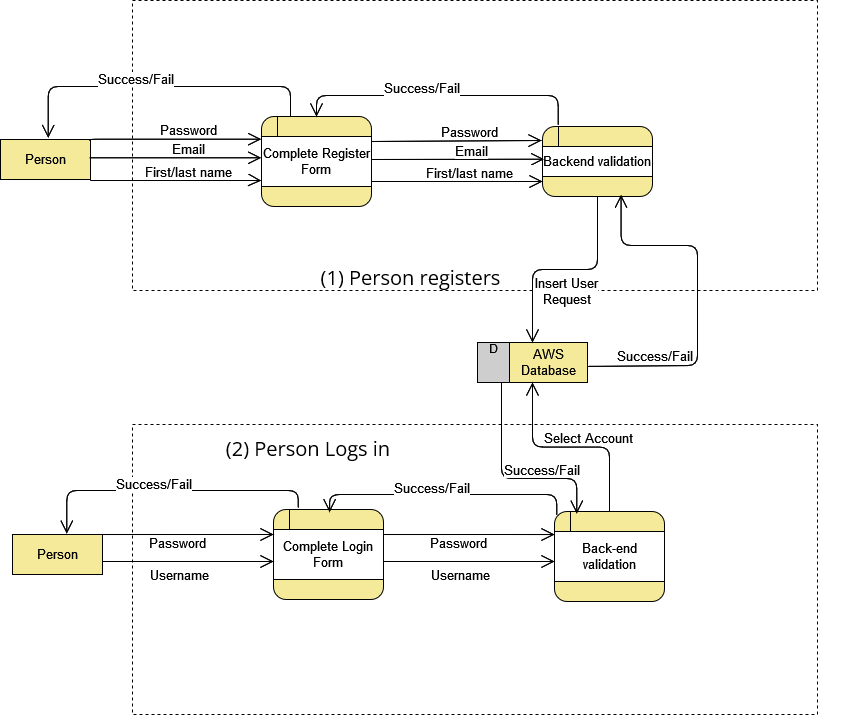 Success/Fail
Success/Fail
Password
Password
Email
Email
First/last name
First/last name
Person
Complete Register
Form
Backend validation
(1) Person registers
Insert User
Request
D
AWS
Database
Success/Fail
Select Account
(2) Person Logs in
Success/Fail
Success/Fail
Success/Fail
Person
Password
Username
Complete Login
Form
Password
Username
Back-end
validation